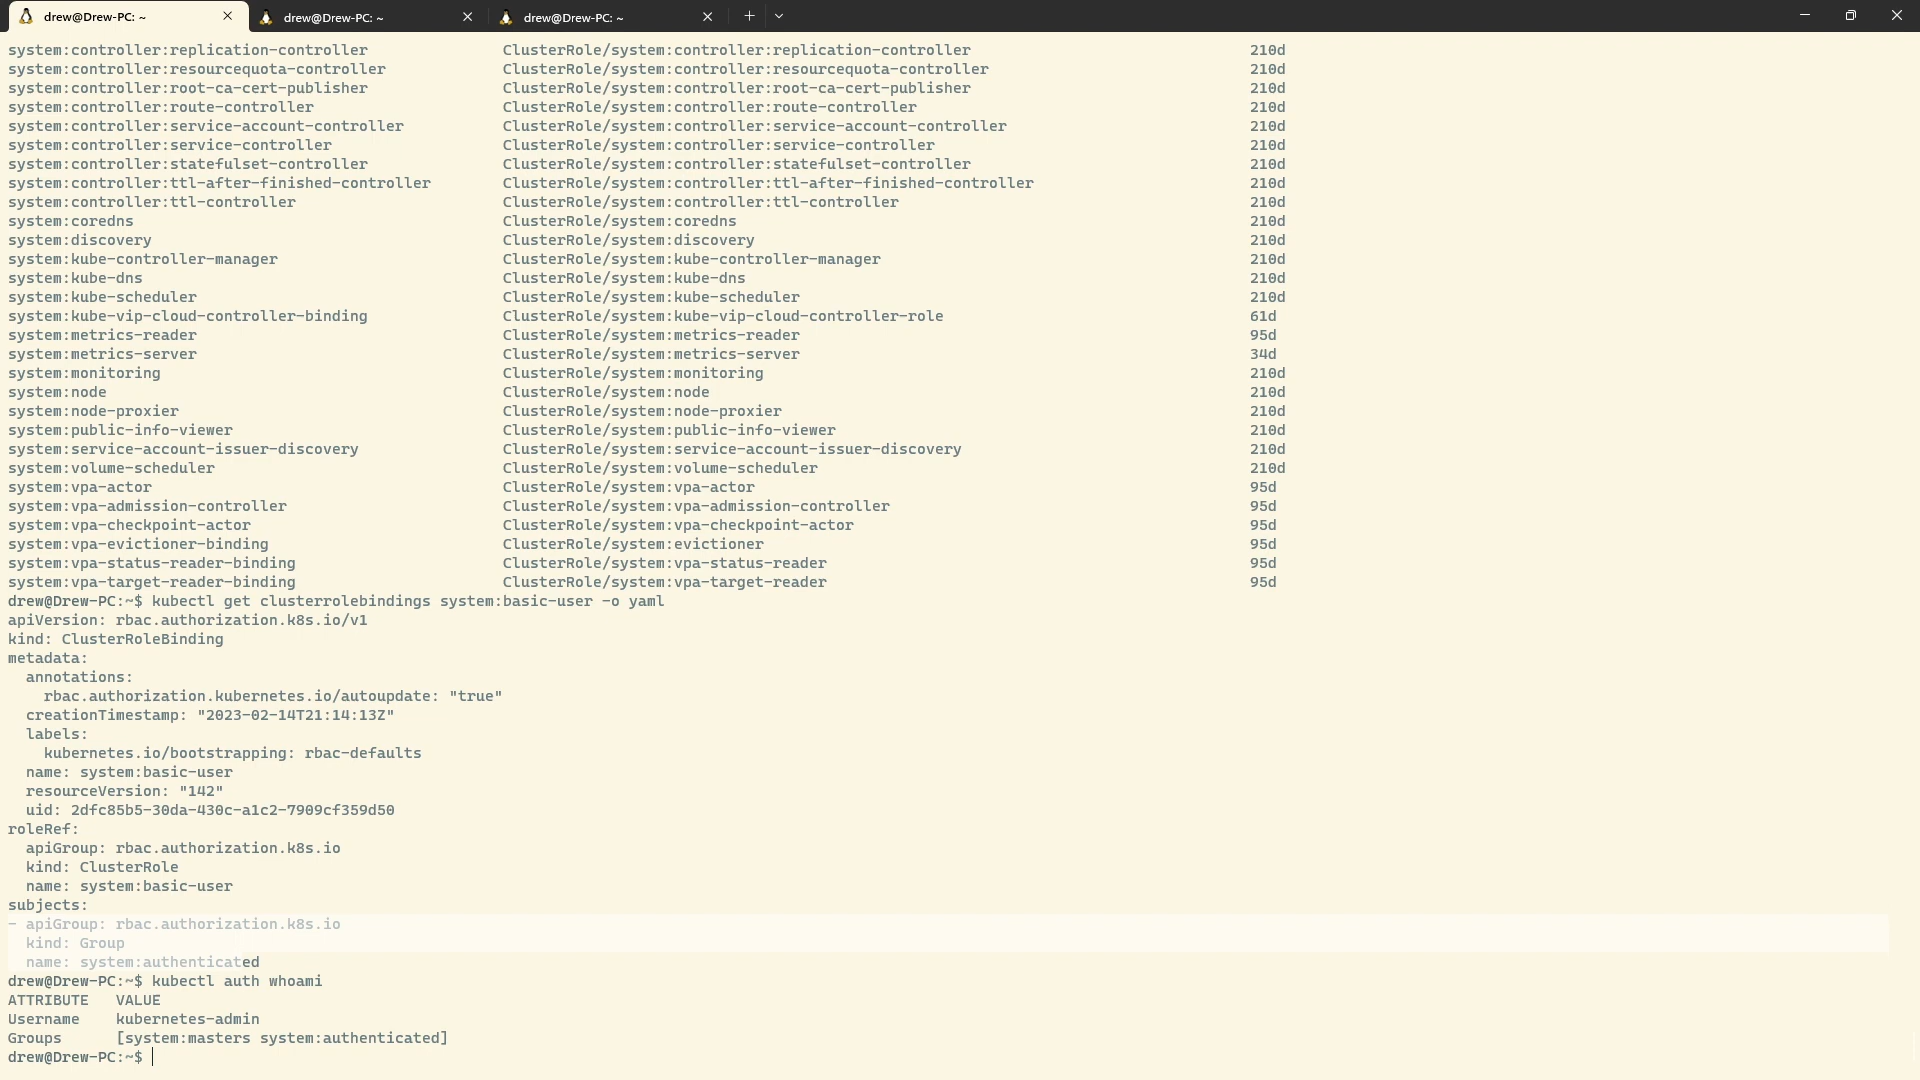 drew@Drew-PC: ~
drew@Drew-PC: ~
drew@Drew-PC: ~
system:controller:replication-controller ClusterRole/system:controller:replication-controller 210d
system:controller:resourcequota-controller ClusterRole/system:controller:resourcequota-controller 210d
system:controller:root-ca-cert-publisher ClusterRole/system:controller:root-ca-cert-publisher 210d
system:controller:route-controller ClusterRole/system:controller:route-controller 210d
system:controller:service-account-controller ClusterRole/system:controller:service-account-controller 210d
system:controller:service-controller ClusterRole/system:controller:service-controller 210d
system:controller:statefulset-controller ClusterRole/system:controller:statefulset-controller 210d
system:controller:ttl-after-finished-controller ClusterRole/system:controller:ttl-after-finished-controller 210d
system:controller:ttl-controller ClusterRole/system:controller:ttl-controller 210d
system:coredns ClusterRole/system:coredns 210d
system:discovery ClusterRole/system:discovery 210d
system:kube-controller-manager ClusterRole/system:kube-controller-manager 210d
system:kube-dns ClusterRole/system:kube-dns 210d
system:kube-scheduler ClusterRole/system:kube-scheduler 210d
system:kube-vip-cloud-controller-binding ClusterRole/system:kube-vip-cloud-controller-role 61d
system:metrics-reader ClusterRole/system:metrics-reader 95d
system:metrics-server ClusterRole/system:metrics-server 34d
system:monitoring ClusterRole/system:monitoring 210d
system:node ClusterRole/system:node 210d
system:node-proxier ClusterRole/system:node-proxier 210d
system:public-info-viewer ClusterRole/system:public-info-viewer 210d
system:service-account-issuer-discovery ClusterRole/system:service-account-issuer-discovery 210d
system:volume-scheduler ClusterRole/system:volume-scheduler 210d
system:vpa-actor ClusterRole/system:vpa-actor 95d
system:vpa-admission-controller ClusterRole/system:vpa-admission-controller 95d
system:vpa-checkpoint-actor ClusterRole/system:vpa-checkpoint-actor 95d
system:vpa-evictioner-binding ClusterRole/system:evictioner 95d
system:vpa-status-reader-binding ClusterRole/system:vpa-status-reader 95d
system:vpa-target-reader-binding ClusterRole/system:vpa-target-reader 95d
drew@Drew-PC:~$ kubectl get clusterrolebindings system:basic-user -o yaml
apiVersion: rbac.authorization.k8s.io/v1
kind: ClusterRoleBinding
metadata:
  annotations:
    rbac.authorization.kubernetes.io/autoupdate: "true"
  creationTimestamp: "2023-02-14T21:14:13Z"
  labels:
    kubernetes.io/bootstrapping: rbac-defaults
  name: system:basic-user
  resourceVersion: "142"
  uid: 2dfc85b5-30da-430c-a1c2-7909cf359d50
roleRef:
  apiGroup: rbac.authorization.k8s.io
  kind: ClusterRole
  name: system:basic-user
subjects:
- apiGroup: rbac.authorization.k8s.io
  kind: Group
  name: system:authenticated
drew@Drew-PC:~$ kubectl auth whoami
ATTRIBUTE VALUE
Username kubernetes-admin
Groups [system:masters system:authenticated]
drew@Drew-PC:~$